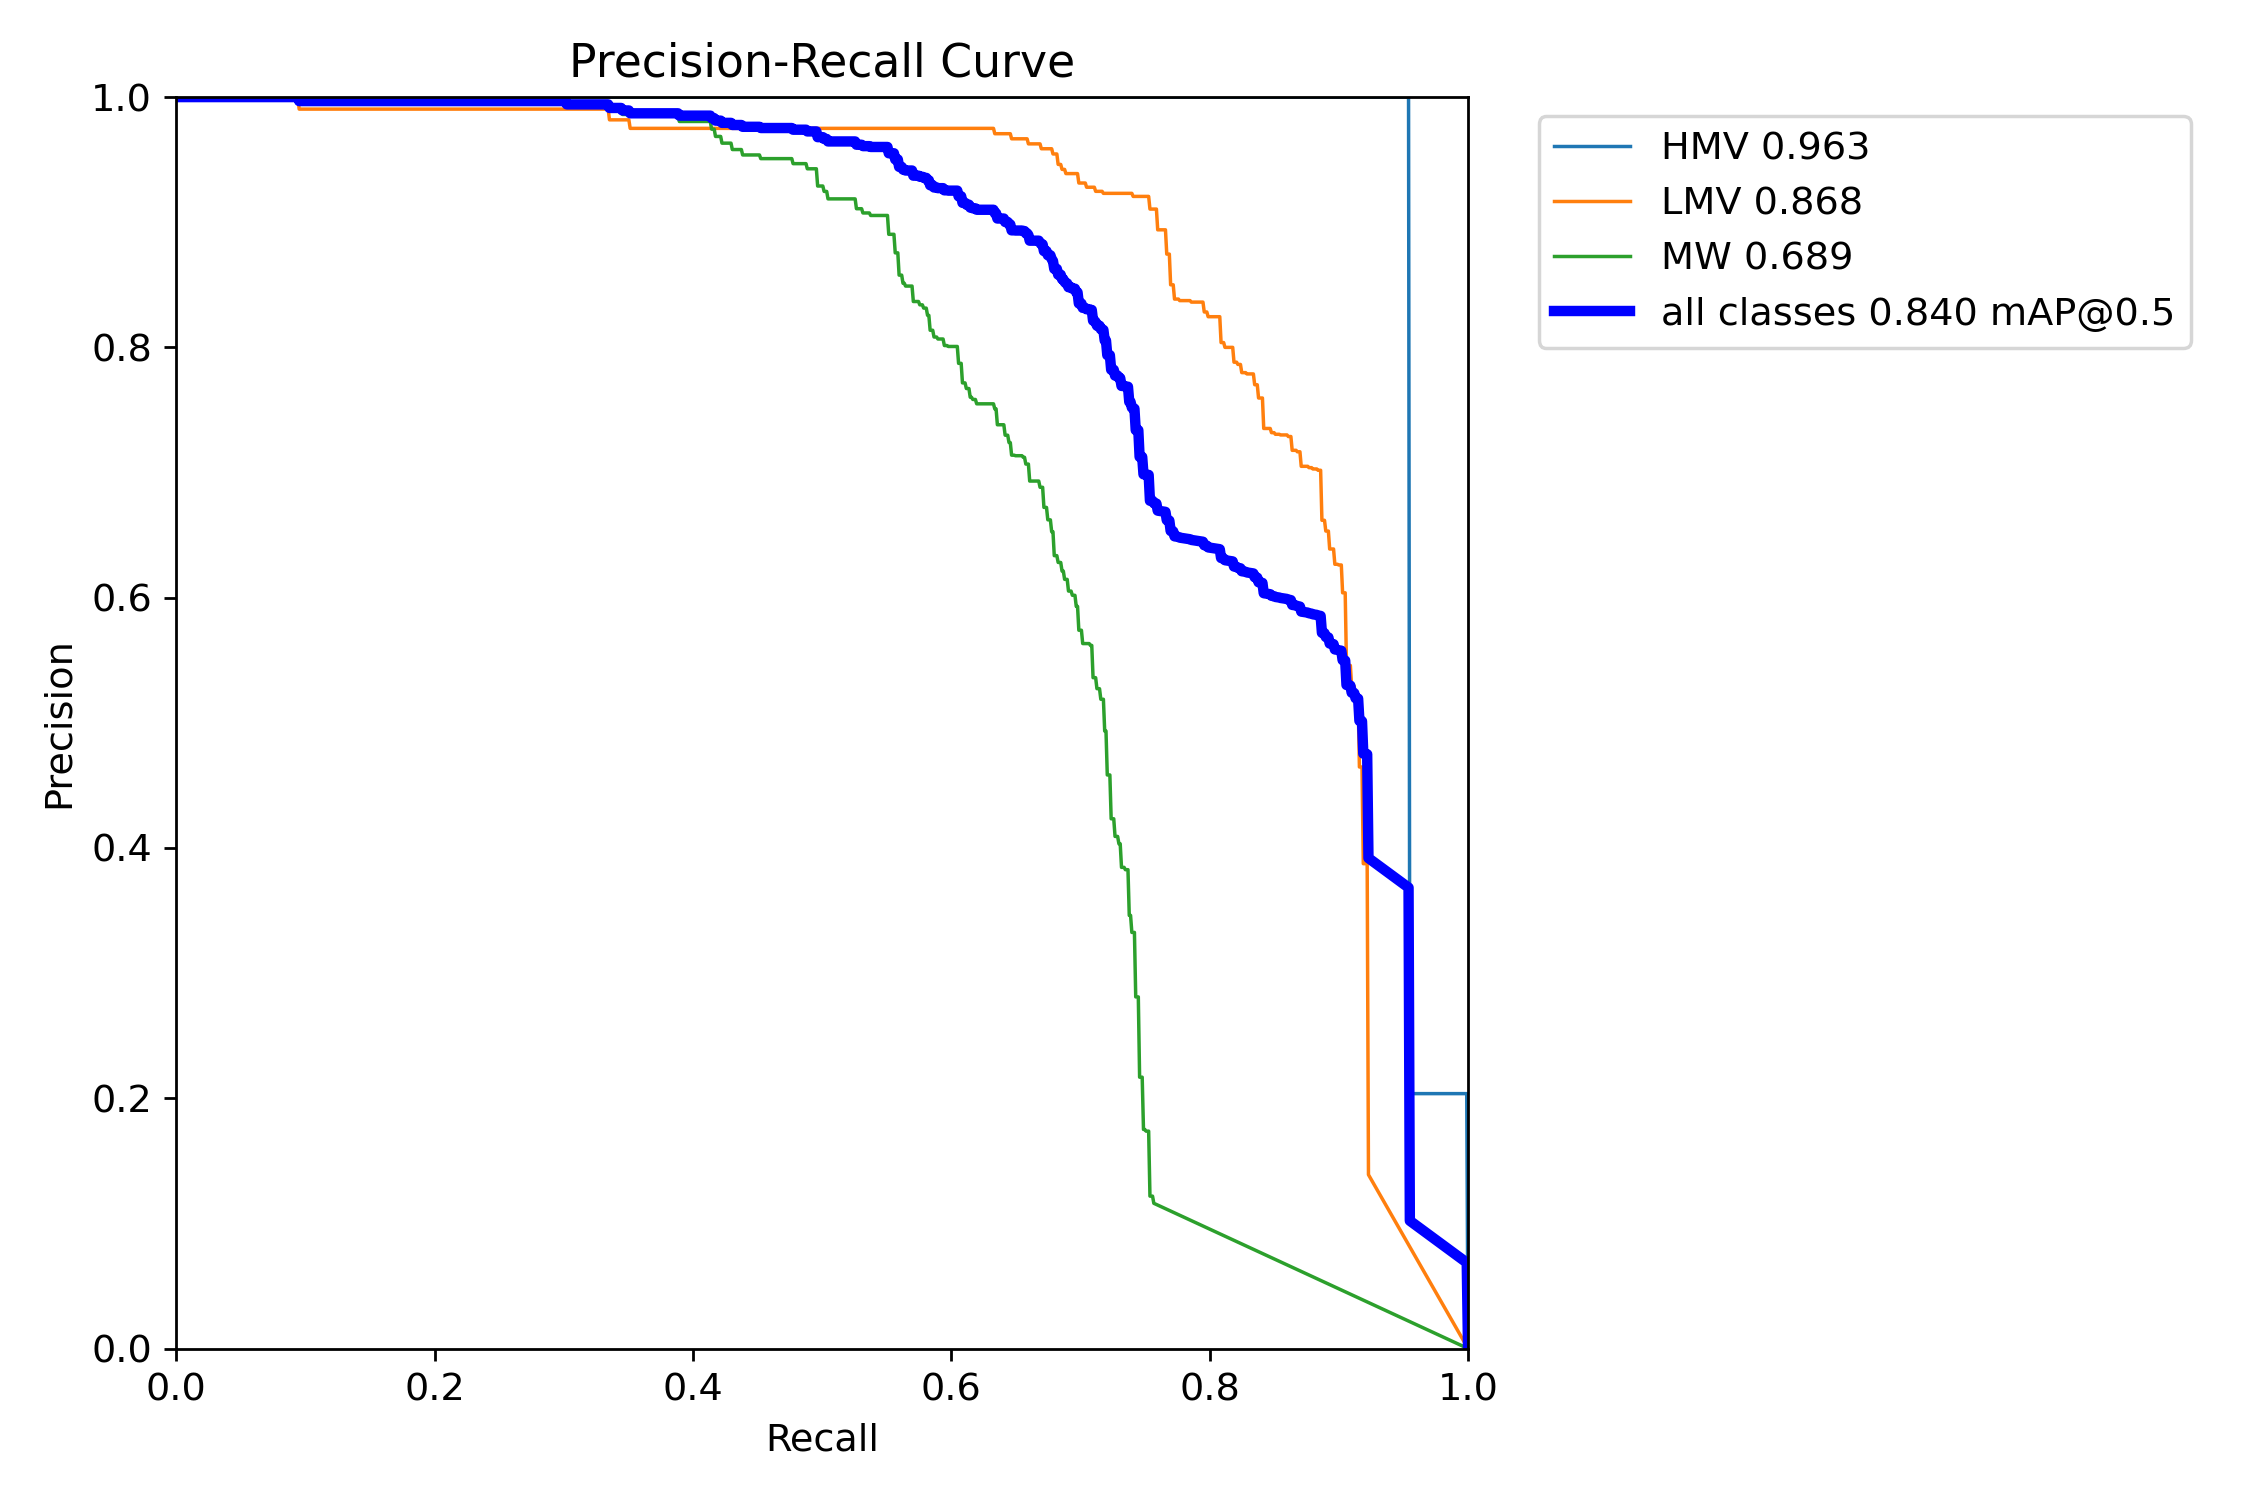 Precision-Recall Curve
1.0
0.8
0.6
0.4
0.2
0.0
Precision
0.0 0.2 0.4 0.6 0.8 1.0
Recall
HMV 0.963
LMV 0.868
MW 0.689
all classes 0.840 mAP@0.5